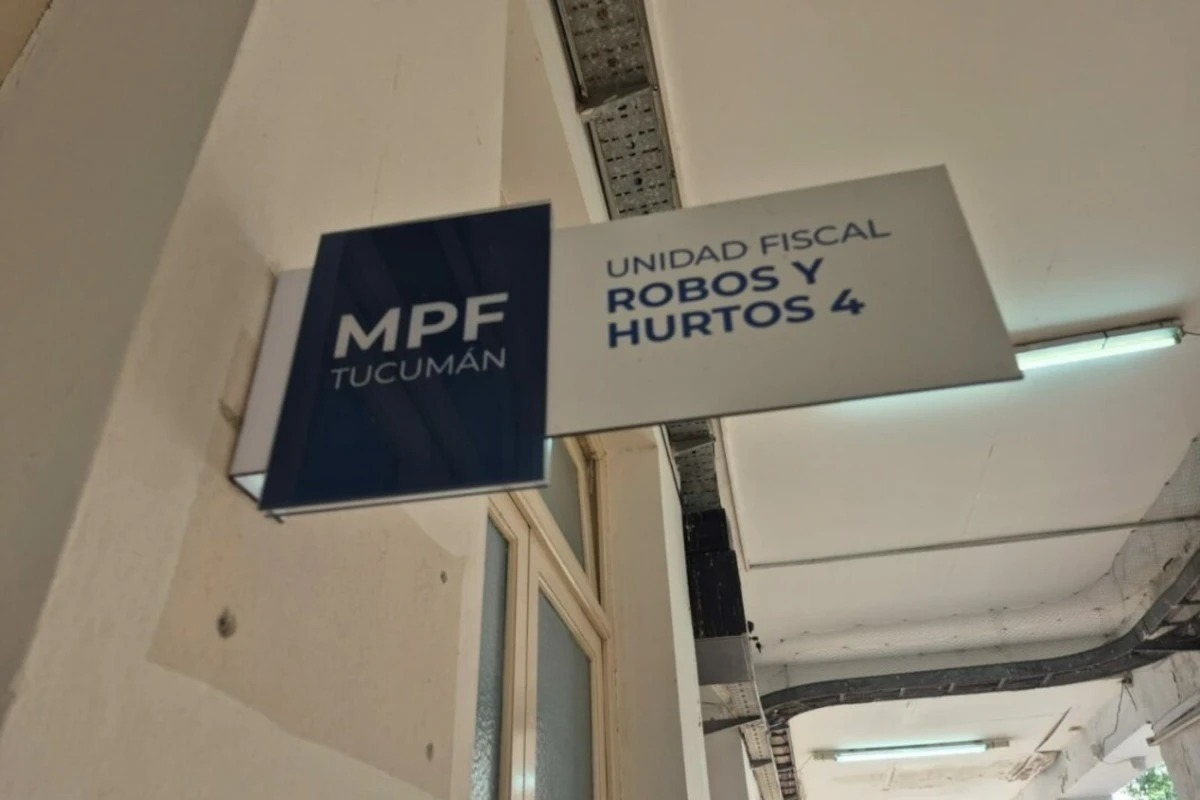 MPF
TUCUMÁN
UNIDAD FISCAL
ROBOS Y
HURTOS 4